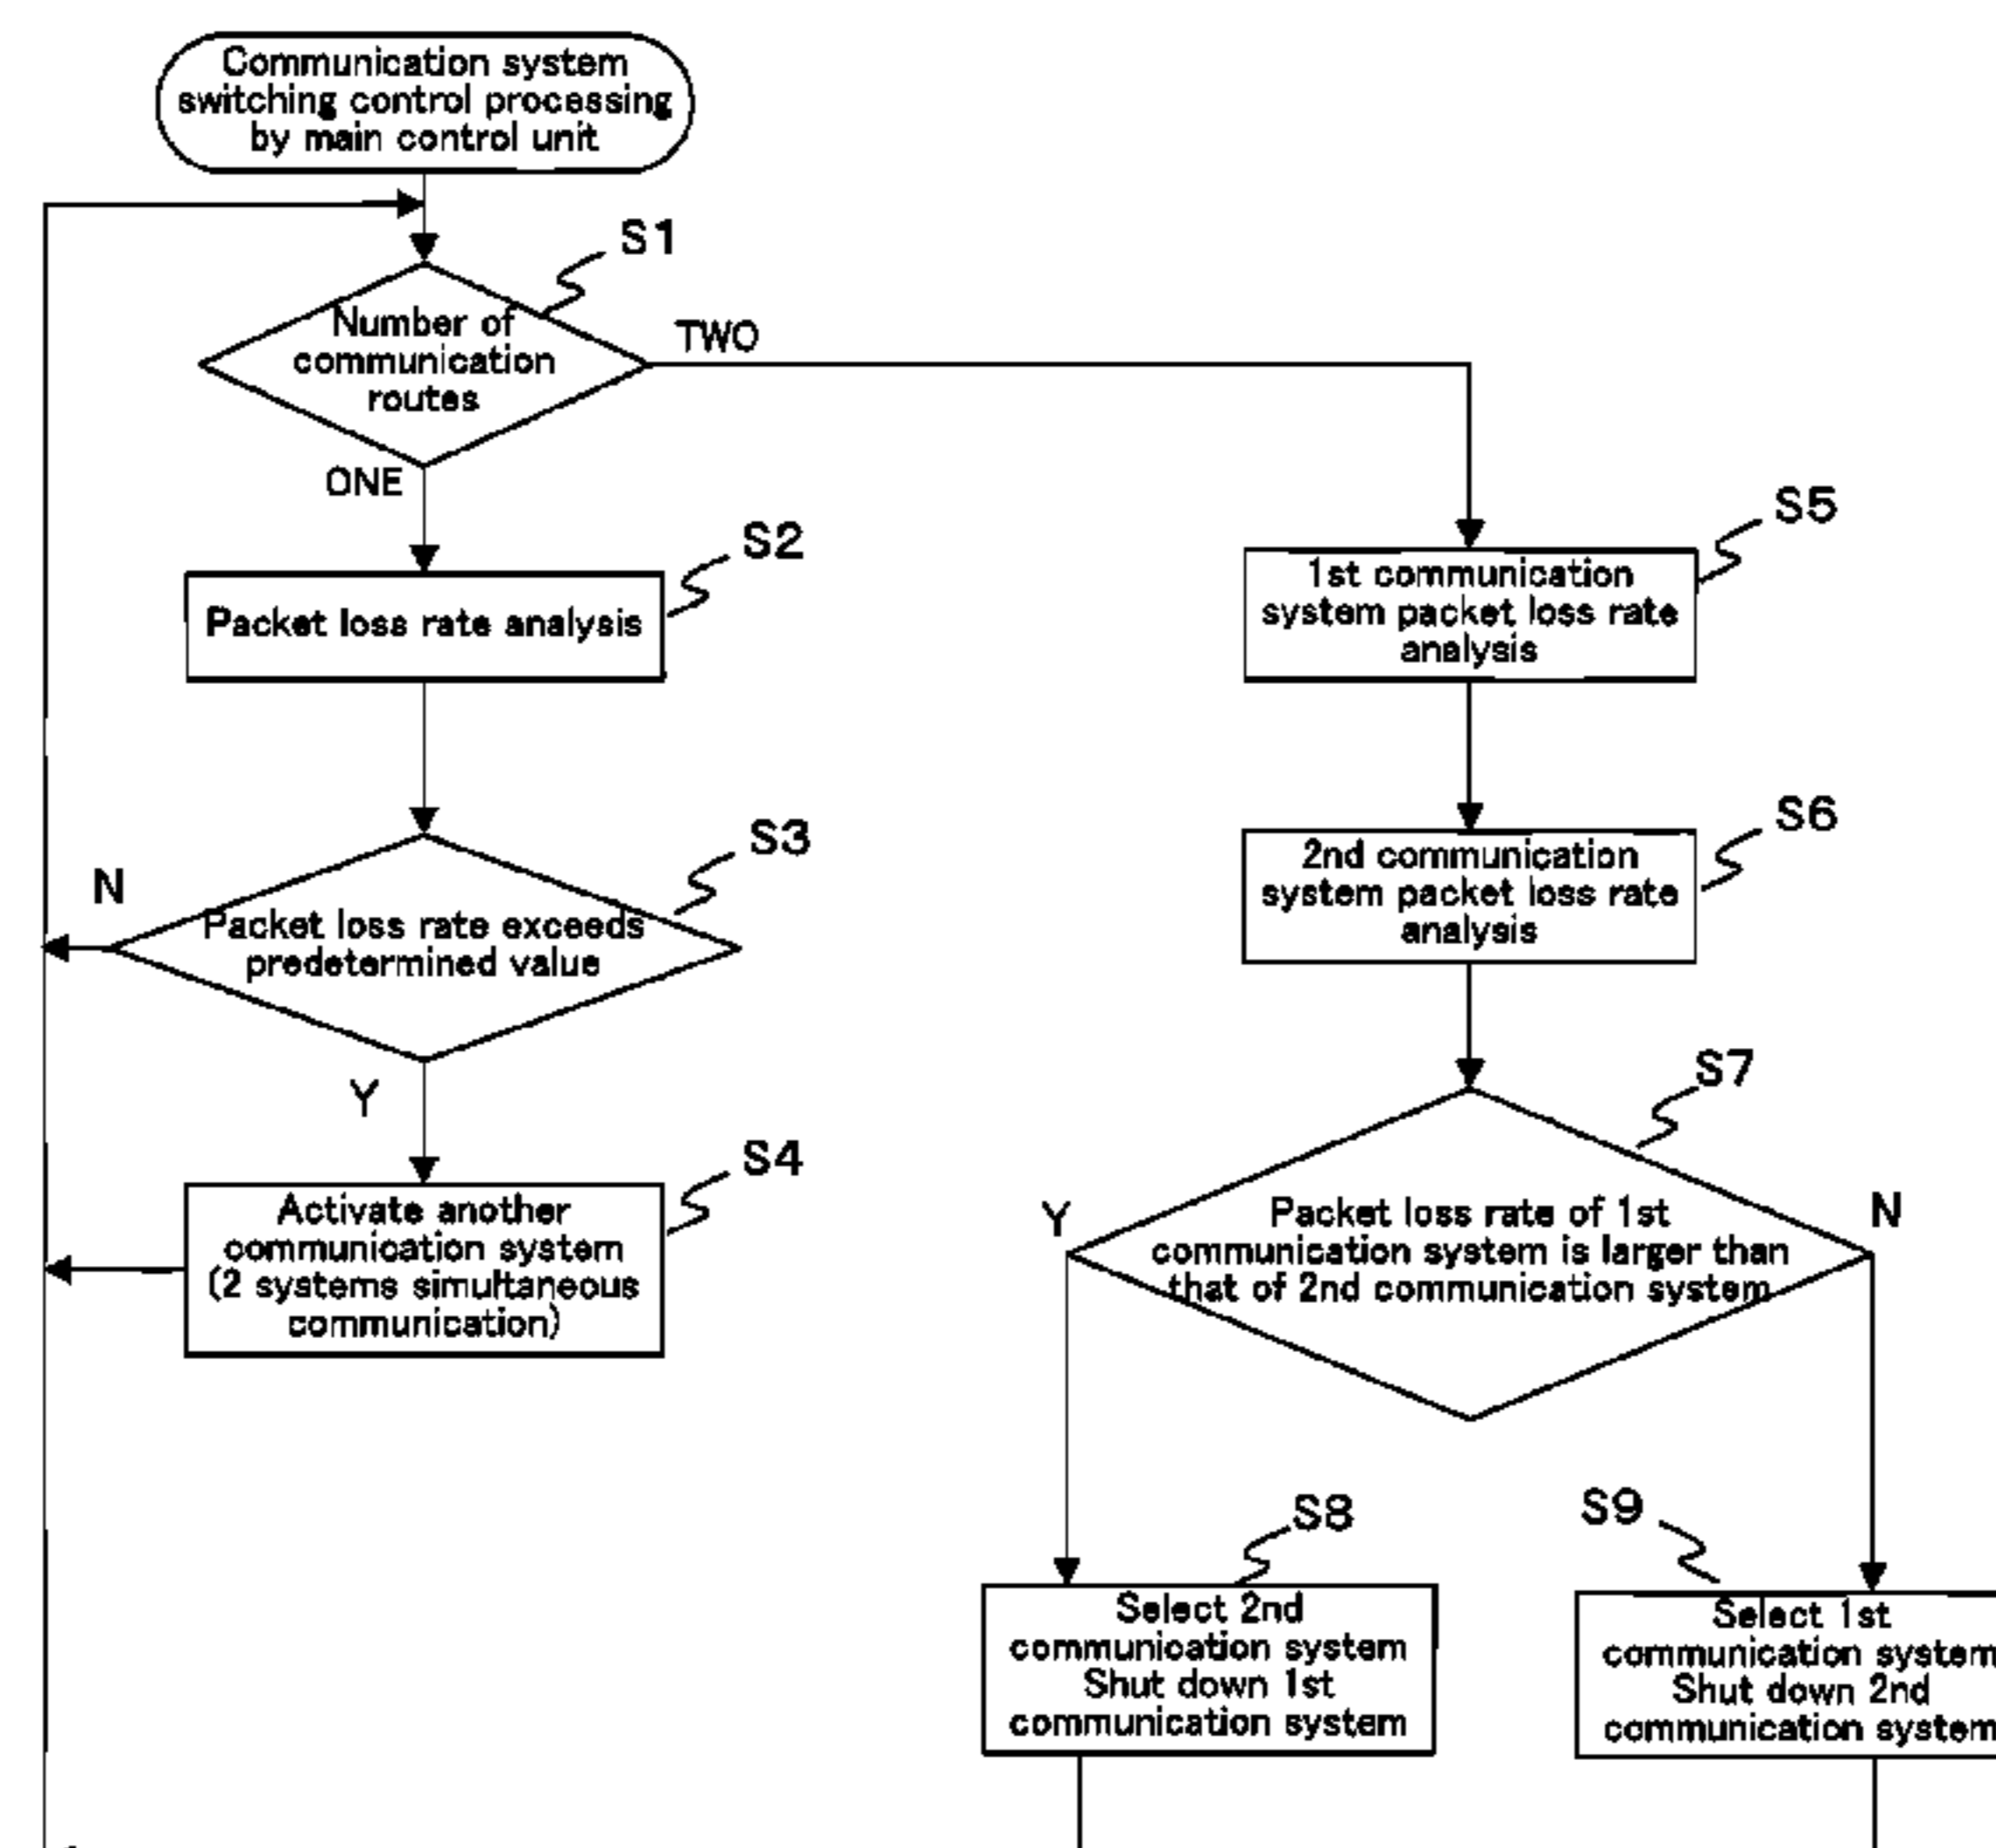 Communication system
switching control processing
by main control unit
S1
Number of
communication
routes
TWO
ONE
S2
Packet loss rate analysis
S3
N
Packet loss rate exceeds
predetermined value
Y
S4
Activate another
communication system
(2 systems simultaneous
communication)
S5
1st communication
system packet loss rate
analysis
S6
2nd communication
system packet loss rate
analysis
S7
Y
N
Packet loss rate of 1st
communication system is larger than
that of 2nd communication system
S8
Select 2nd
communication system
Shut down 1st
communication system
S9
Select 1st
communication system
Shut down 2nd
communication system